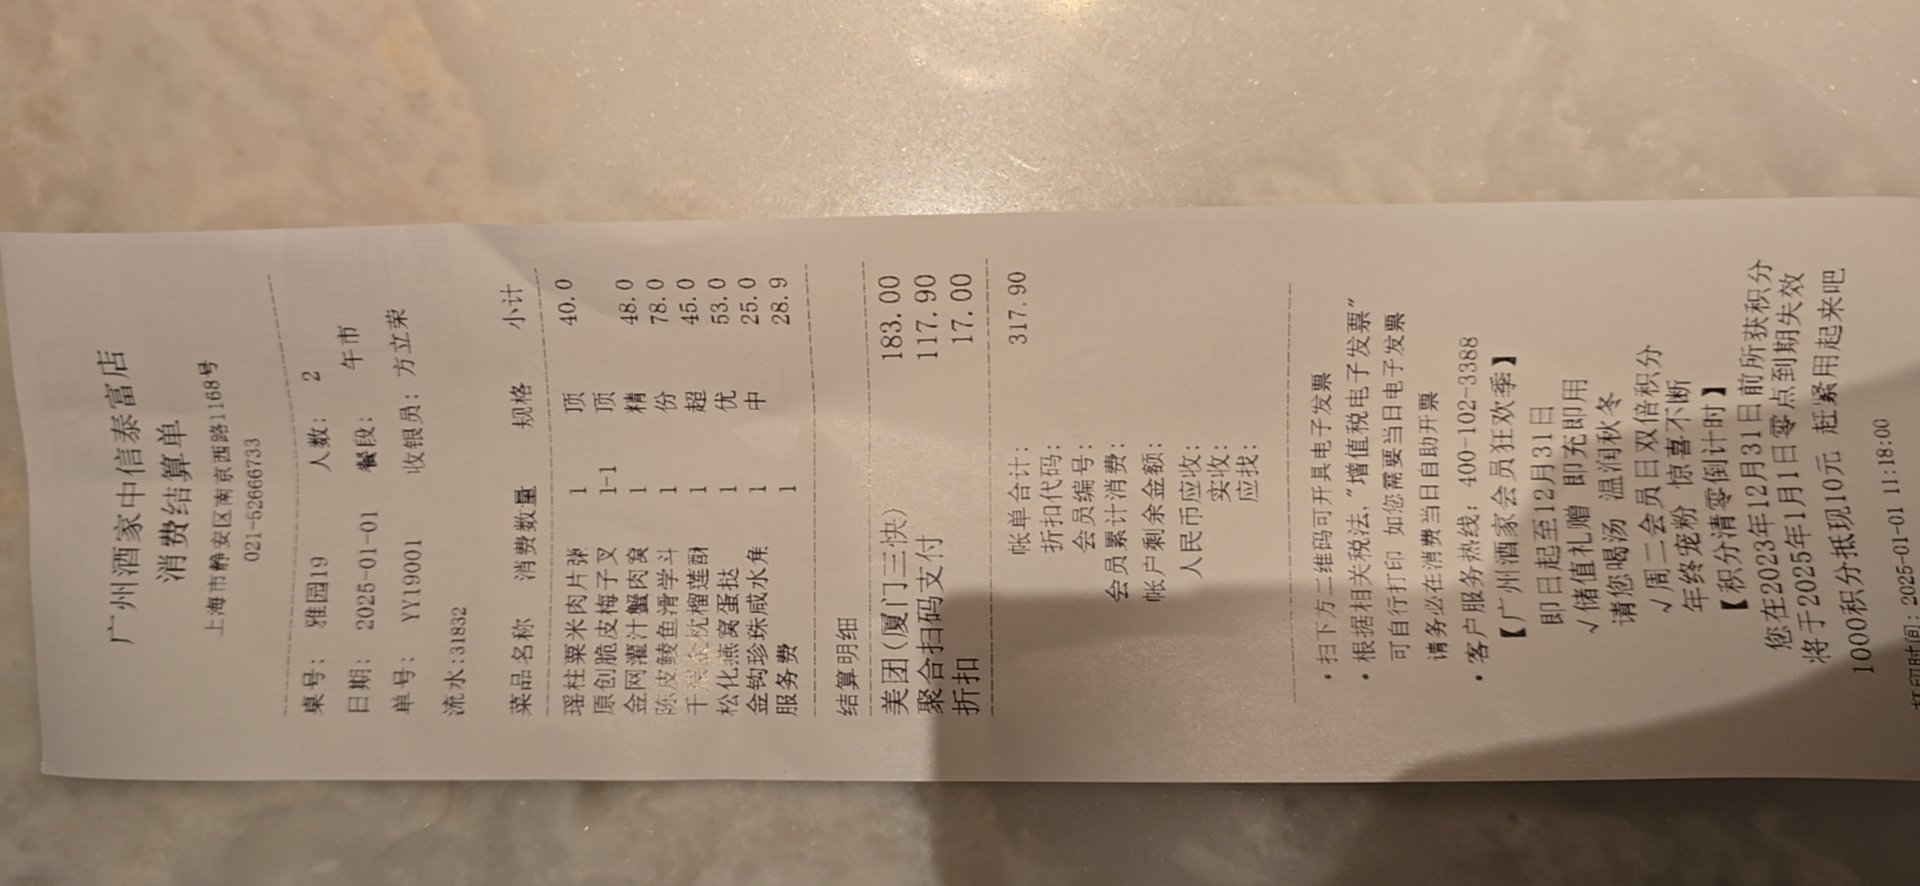 广州酒家中信泰富店
消费结算单
上海市静安区南京西路1168号
021-52666733
桌号: 雅园19 人数: 2
日期: 2025-01-01 餐段: 午市
单号: YY19001 收银员: 方立荣
流水:31832
菜品名称 消费数量 规格 小计
瑶柱粟米肉片粥 1 顶 40.0
原创脆皮梅子叉 1-1 顶
金网灌汁蟹肉窝 1 精 48.0
陈皮鲮鱼滑学斗 1 份 78.0
千层金枕榴莲酥 1 超 45.0
松化燕窝蛋挞 1 优 53.0
金钩珍珠咸水角 1 中 25.0
服务费 1 28.9
结算明细
美团(厦门三快) 183.00
聚合扫码支付 117.90
折扣 17.00
帐单合计: 317.90
折扣代码:
会员编号:
会员累计消费:
帐户剩余金额:
人民币应收:
实收:
应找:
·扫下方二维码可开具电子发票
·根据相关税法,"增值税电子发票"
可自行打印 如您需要当日电子发票
请务必在消费当日自助开票
·客户服务热线: 400-102-3388
【广州酒家会员狂欢季】
即日起至12月31日
√储值礼赠 即充即用
请您喝汤 温润秋冬
√周二会员日双倍积分
年终宠粉 惊喜不断
【积分清零倒计时】
您在2023年12月31日前所获积分
将于2025年1月1日零点到期失效
1000积分抵现10元 赶紧用起来吧
打印时间: 2025-01-01 11:18:00